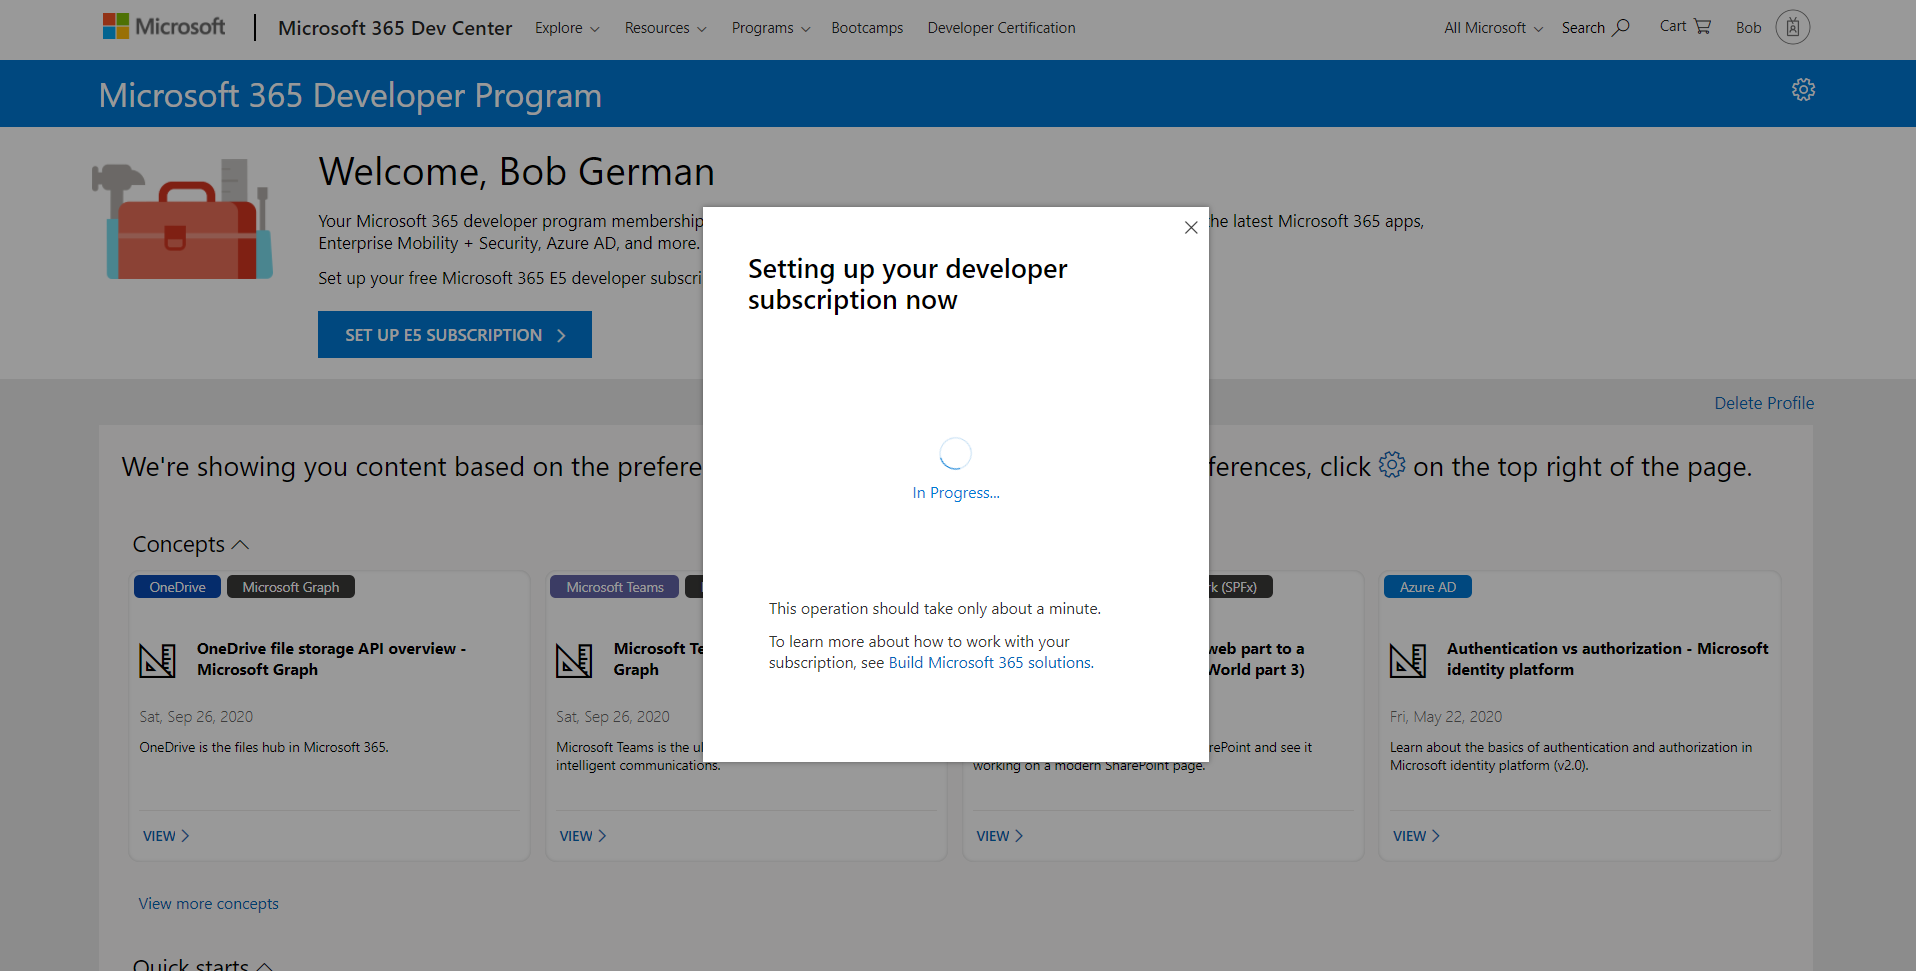 Microsoft
Microsoft 365 Dev Center
Explore
Resources
Programs
Bootcamps
Developer Certification
All Microsoft
Search
Cart
Bob
Microsoft 365 Developer Program
Welcome, Bob German
Your Microsoft 365 developer program membership
the latest Microsoft 365 apps,
Enterprise Mobility + Security, Azure AD, and more.
Set up your free Microsoft 365 E5 developer subscri
SET UP E5 SUBSCRIPTION
Setting up your developer
subscription now
In Progress...
This operation should take only about a minute.
To learn more about how to work with your
subscription, see Build Microsoft 365 solutions.
Delete Profile
We're showing you content based on the prefere
ferences, click on the top right of the page.
Concepts
OneDrive
Microsoft Graph
OneDrive file storage API overview -
Microsoft Graph
Sat, Sep 26, 2020
OneDrive is the files hub in Microsoft 365.
VIEW
Microsoft Teams
Microsoft Te
Graph
Sat, Sep 26, 2020
Microsoft Teams is the ul
intelligent communications.
VIEW
rk (SPFx)
web part to a
World part 3)
rePoint and see it
working on a modern SharePoint page.
VIEW
Azure AD
Authentication vs authorization - Microsoft
identity platform
Fri, May 22, 2020
Learn about the basics of authentication and authorization in
Microsoft identity platform (v2.0).
VIEW
View more concepts
Quick starts